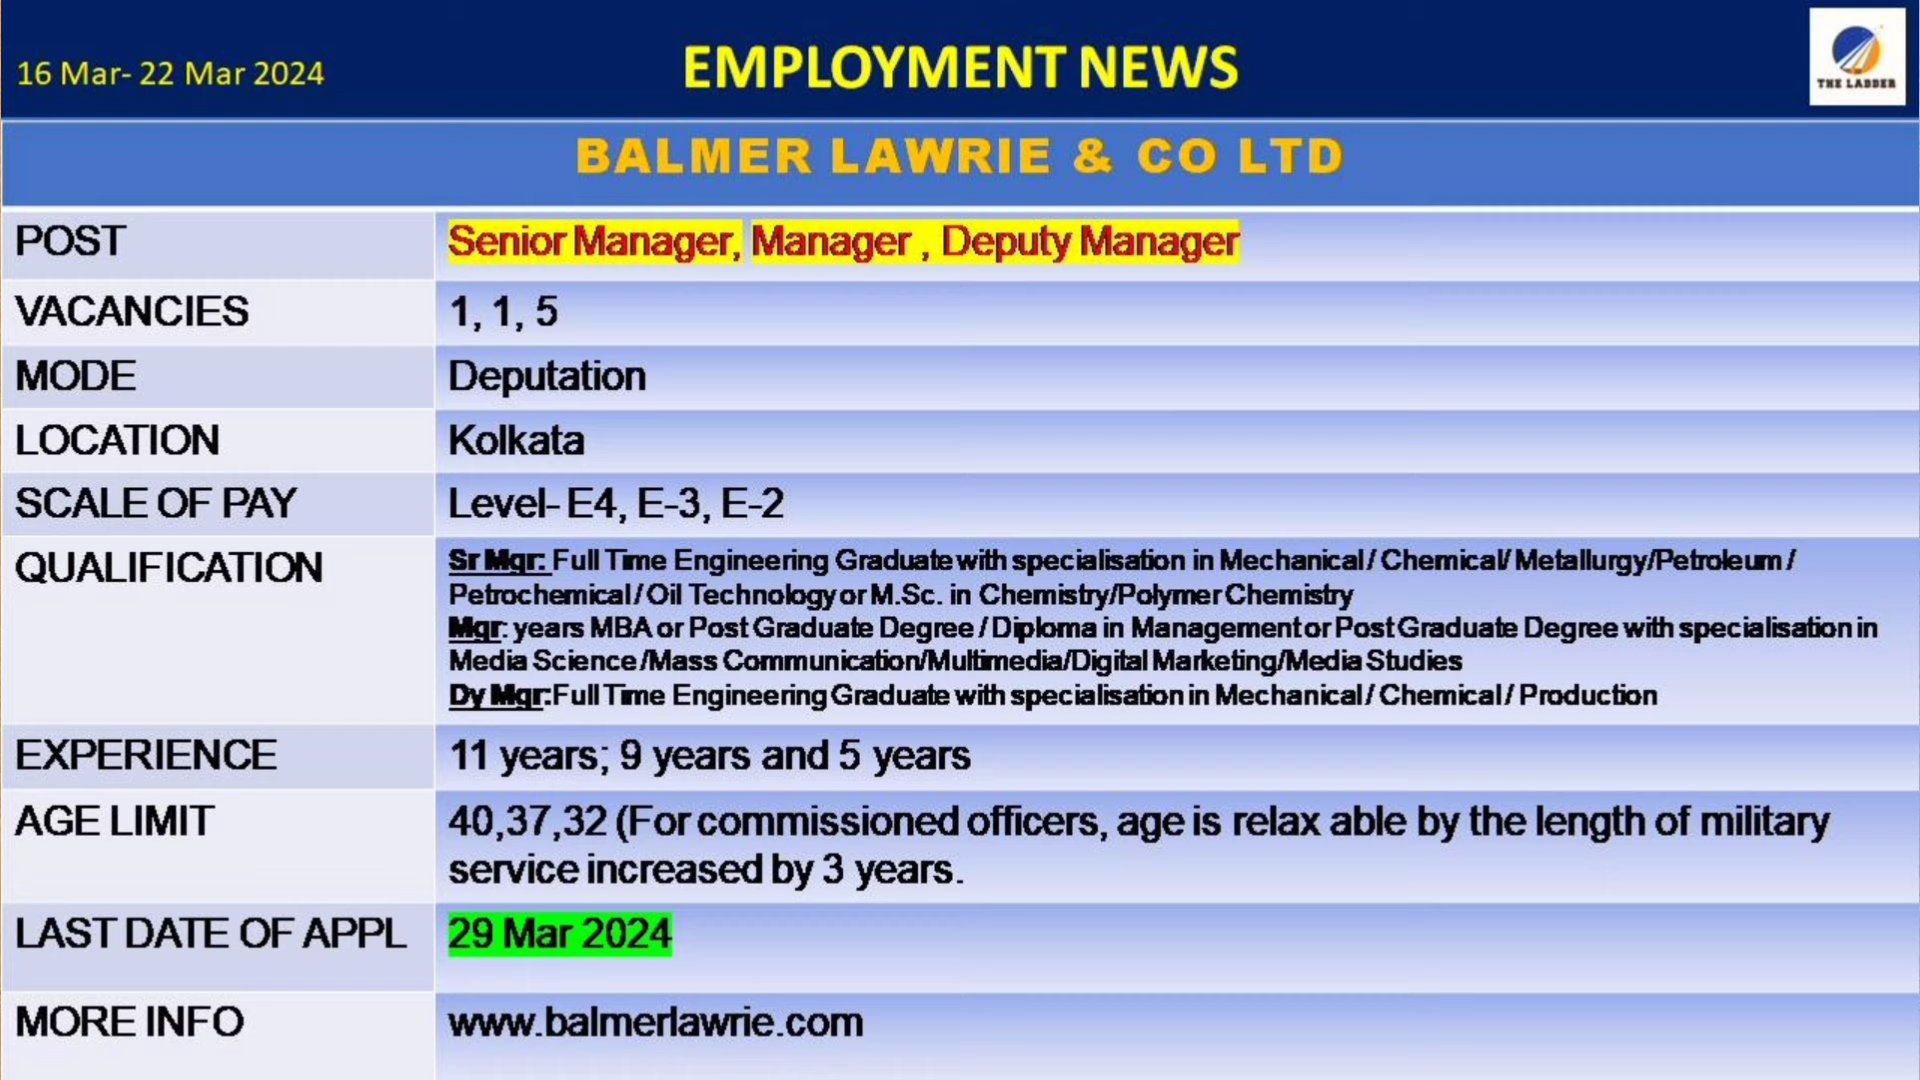 16 Mar- 22 Mar 2024
EMPLOYMENT NEWS
THE LADDER
BALMER LAWRIE & CO LTD
POST
Senior Manager, Manager , Deputy Manager
VACANCIES
1, 1, 5
MODE
Deputation
LOCATION
Kolkata
SCALE OF PAY
Level- E4, E-3, E-2
QUALIFICATION
Sr Mgr: Full Time Engineering Graduate with specialisation in Mechanical / Chemical/ Metallurgy/Petroleum /
Petrochemical / Oil Technology or M.Sc. in Chemistry/Polymer Chemistry
Mgr: years MBA or Post Graduate Degree / Diploma in Management or Post Graduate Degree with specialisation in
Media Science /Mass Communication/Multimedia/Digital Marketing/Media Studies
Dy Mgr:Full Time Engineering Graduate with specialisation in Mechanical / Chemical / Production
EXPERIENCE
11 years; 9 years and 5 years
AGE LIMIT
40,37,32 (For commissioned officers, age is relax able by the length of military
service increased by 3 years.
LAST DATE OF APPL
29 Mar 2024
MORE INFO
www.balmerlawrie.com